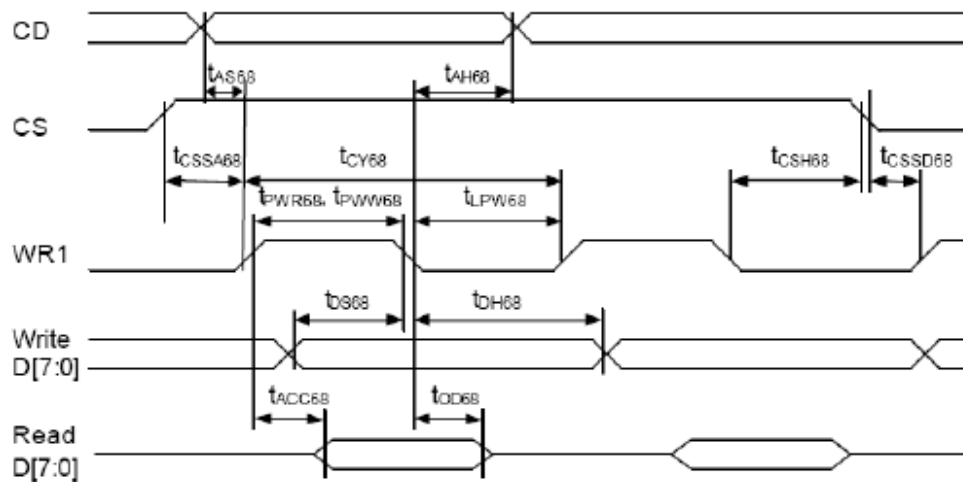 CD
tAS68 tAH68
CS
tCSSA68 tCY68 tCSH68 tCSSD68
tPWR68, tPWW68 tLPW68
WR1
tDS68 tDH68
Write
D[7:0]
tACC68 tOD68
Read
D[7:0]